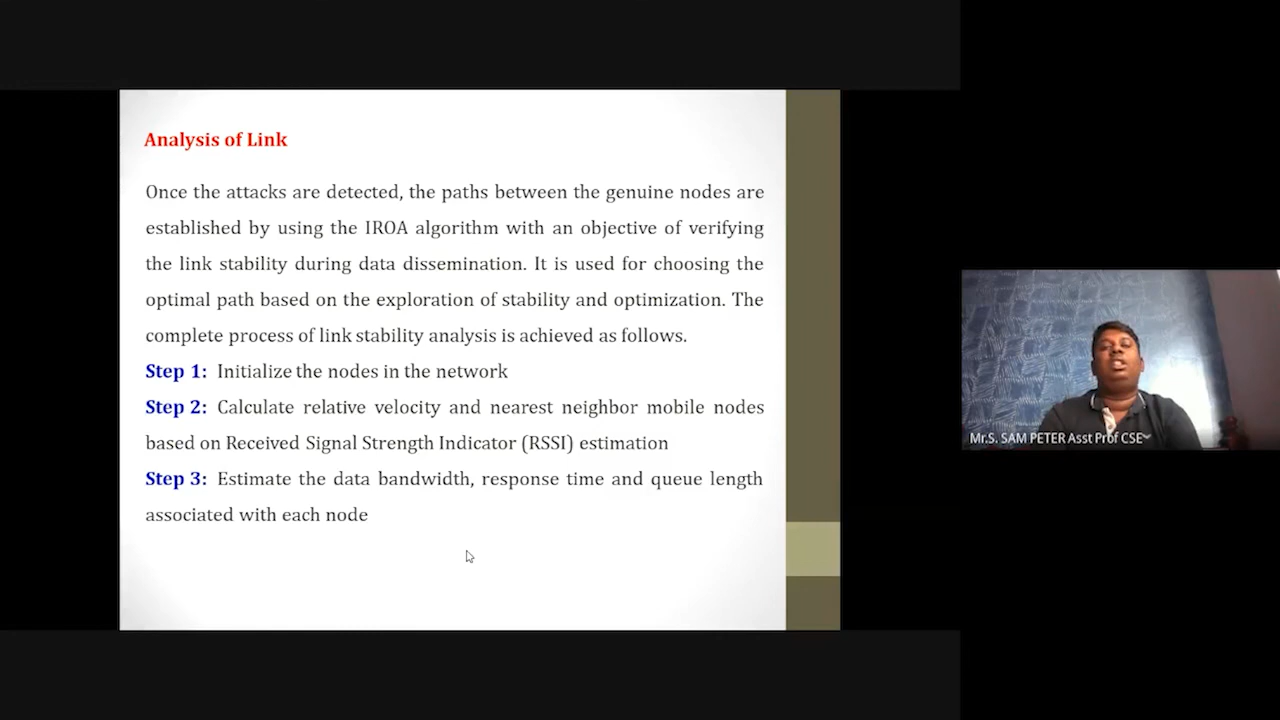 Analysis of Link
Once the attacks are detected, the paths between the genuine nodes are
established by using the IROA algorithm with an objective of verifying
the link stability during data dissemination. It is used for choosing the
optimal path based on the exploration of stability and optimization. The
complete process of link stability analysis is achieved as follows.
Step 1: Initialize the nodes in the network
Step 2: Calculate relative velocity and nearest neighbor mobile nodes
based on Received Signal Strength Indicator (RSSI) estimation
Step 3: Estimate the data bandwidth, response time and queue length
associated with each node
Mr.S. SAM PETER Asst Prof CSE